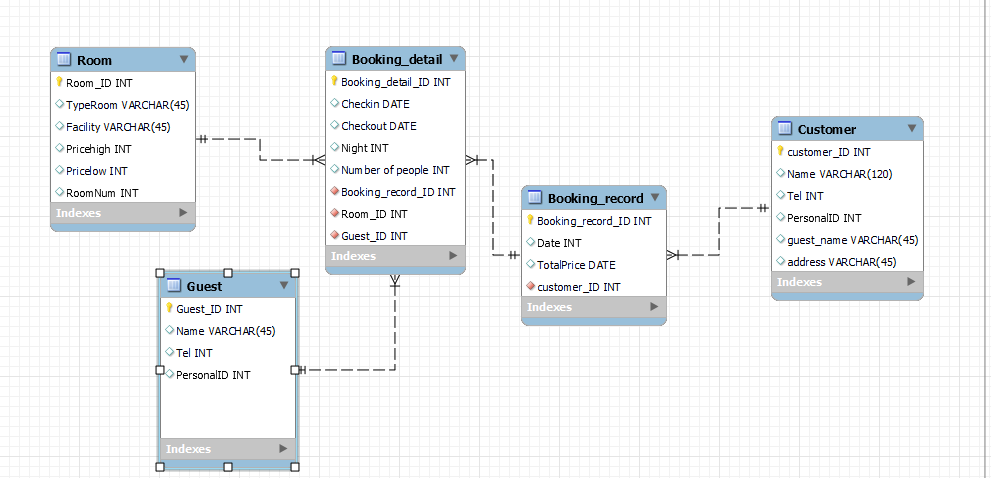 Room
Room_ID INT
TypeRoom VARCHAR(45)
Facility VARCHAR(45)
Pricehigh INT
Pricelow INT
RoomNum INT
Indexes
Booking_detail
Booking_detail_ID INT
Checkin DATE
Checkout DATE
Night INT
Number of people INT
Booking_record_ID INT
Room_ID INT
Guest_ID INT
Indexes
Booking_record
Booking_record_ID INT
Date INT
TotalPrice DATE
customer_ID INT
Indexes
Customer
customer_ID INT
Name VARCHAR(120)
Tel INT
PersonalID INT
guest_name VARCHAR(45)
address VARCHAR(45)
Indexes
Guest
Guest_ID INT
Name VARCHAR(45)
Tel INT
PersonalID INT
Indexes